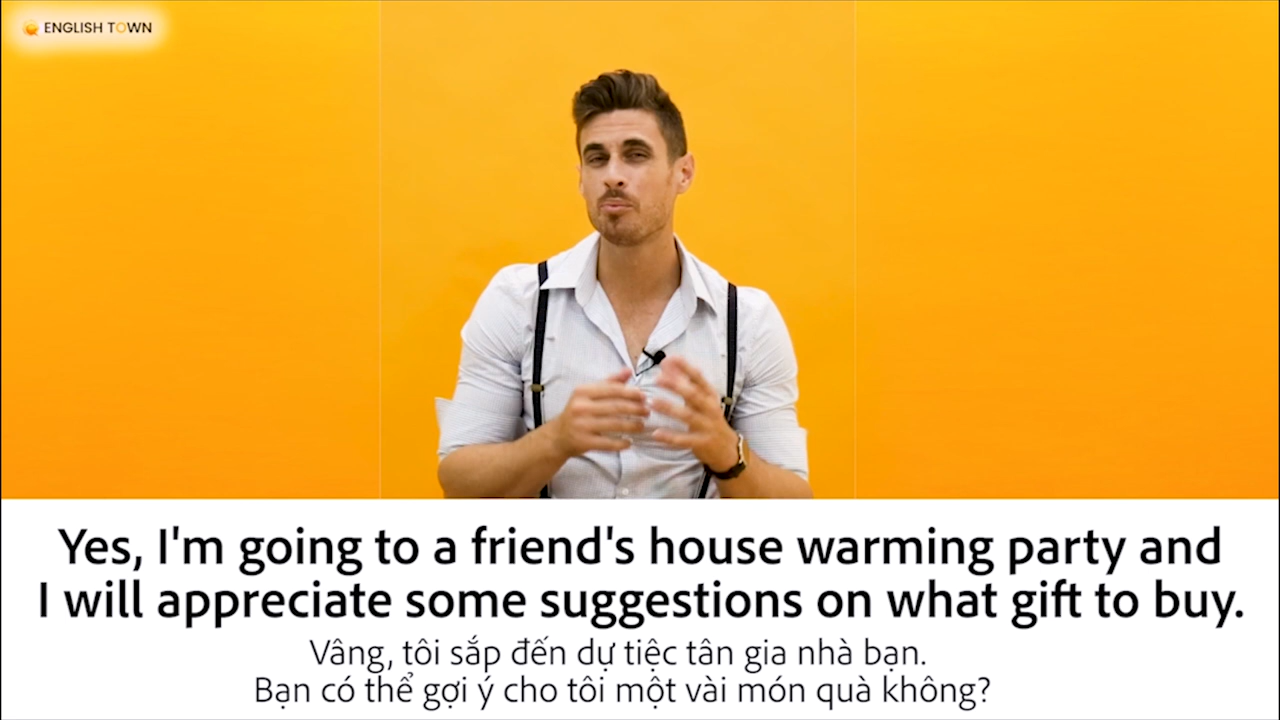 ENGLISH TOWN
Yes, I'm going to a friend's house warming party and
I will appreciate some suggestions on what gift to buy.
Vâng, tôi sắp đến dự tiệc tân gia nhà bạn.
Bạn có thể gợi ý cho tôi một vài món quà không?